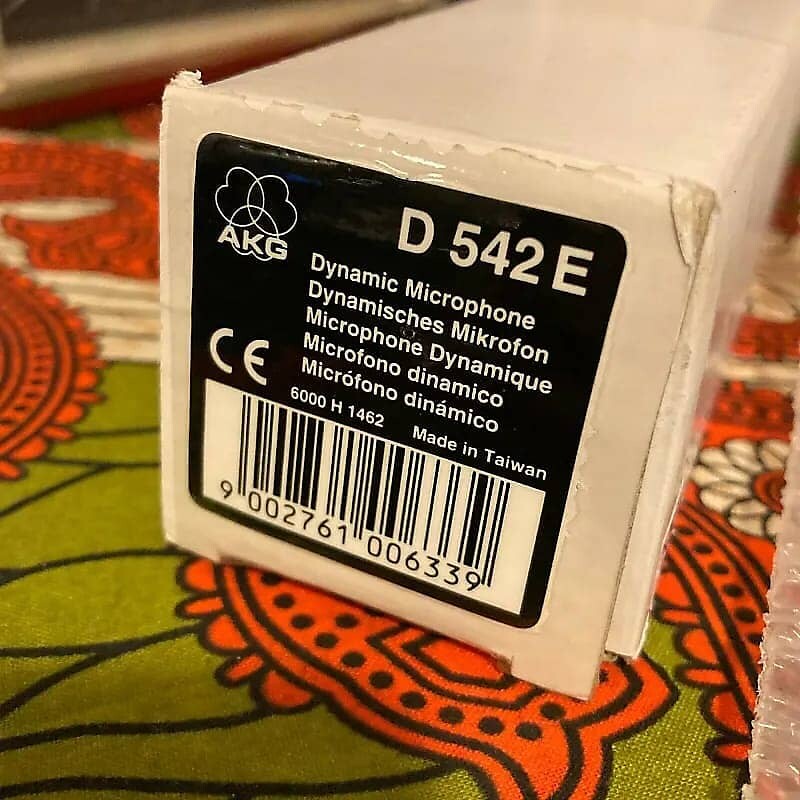 AKG
D 542 E
Dynamic Microphone
Dynamisches Mikrofon
Microphone Dynamique
Microfono dinamico
Micrófono dinámico
CE
6000 H 1462
Made in Taiwan
9 002761 006339